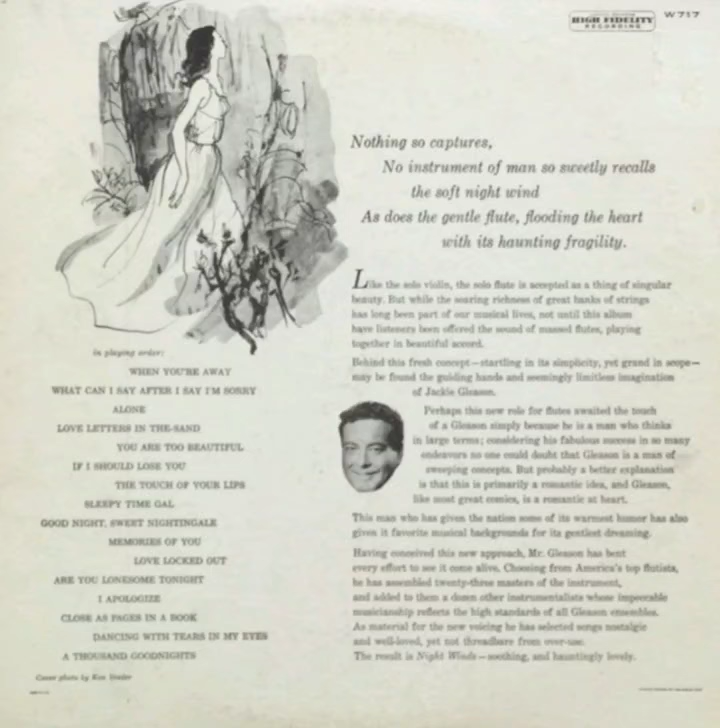 HIGH FIDELITY
RECORDING
W 717
Nothing so captures,
No instrument of man so sweetly recalls
the soft night wind
As does the gentle flute, flooding the heart
with its haunting fragility.
Like the solo violin, the solo flute is accepted as a thing of singular
beauty. But while the soaring richness of great banks of strings
has long been part of our musical lives, not until this album
have listeners been offered the sound of massed flutes, playing
together in beautiful accord.
Behind this fresh concept—startling in its simplicity, yet grand in scope—
may be found the guiding hands and seemingly limitless imagination
of Jackie Gleason.
Perhaps this new role for flutes awaited the touch
of a Gleason simply because he is a man who thinks
in large terms; considering his fabulous success in so many
endeavors no one could doubt that Gleason is a man of
sweeping concepts. But probably a better explanation
is that this is primarily a romantic idea, and Gleason,
like most great comics, is a romantic at heart.
This man who has given the nation some of its warmest humor has also
given it favorite musical backgrounds for its gentlest dreaming.
Having conceived this new approach, Mr. Gleason has bent
every effort to see it come alive. Choosing from America's top flutists,
he has assembled twenty-three masters of the instrument,
and added to them a dozen other instrumentalists whose impeccable
musicianship reflects the high standards of all Gleason ensembles.
As material for the new voicing he has selected songs nostalgic
and well-loved, yet not threadbare from over-use.
The result is Night Winds—soothing, and hauntingly lovely.
in playing order:
WHEN YOU'RE AWAY
WHAT CAN I SAY AFTER I SAY I'M SORRY
ALONE
LOVE LETTERS IN THE SAND
YOU ARE TOO BEAUTIFUL
IF I SHOULD LOSE YOU
THE TOUCH OF YOUR LIPS
SLEEPY TIME GAL
GOOD NIGHT, SWEET NIGHTINGALE
MEMORIES OF YOU
LOVE LOCKED OUT
ARE YOU LONESOME TONIGHT
I APOLOGIZE
CLOSE AS PAGES IN A BOOK
DANCING WITH TEARS IN MY EYES
A THOUSAND GOODNIGHTS
Cover photo by Ken